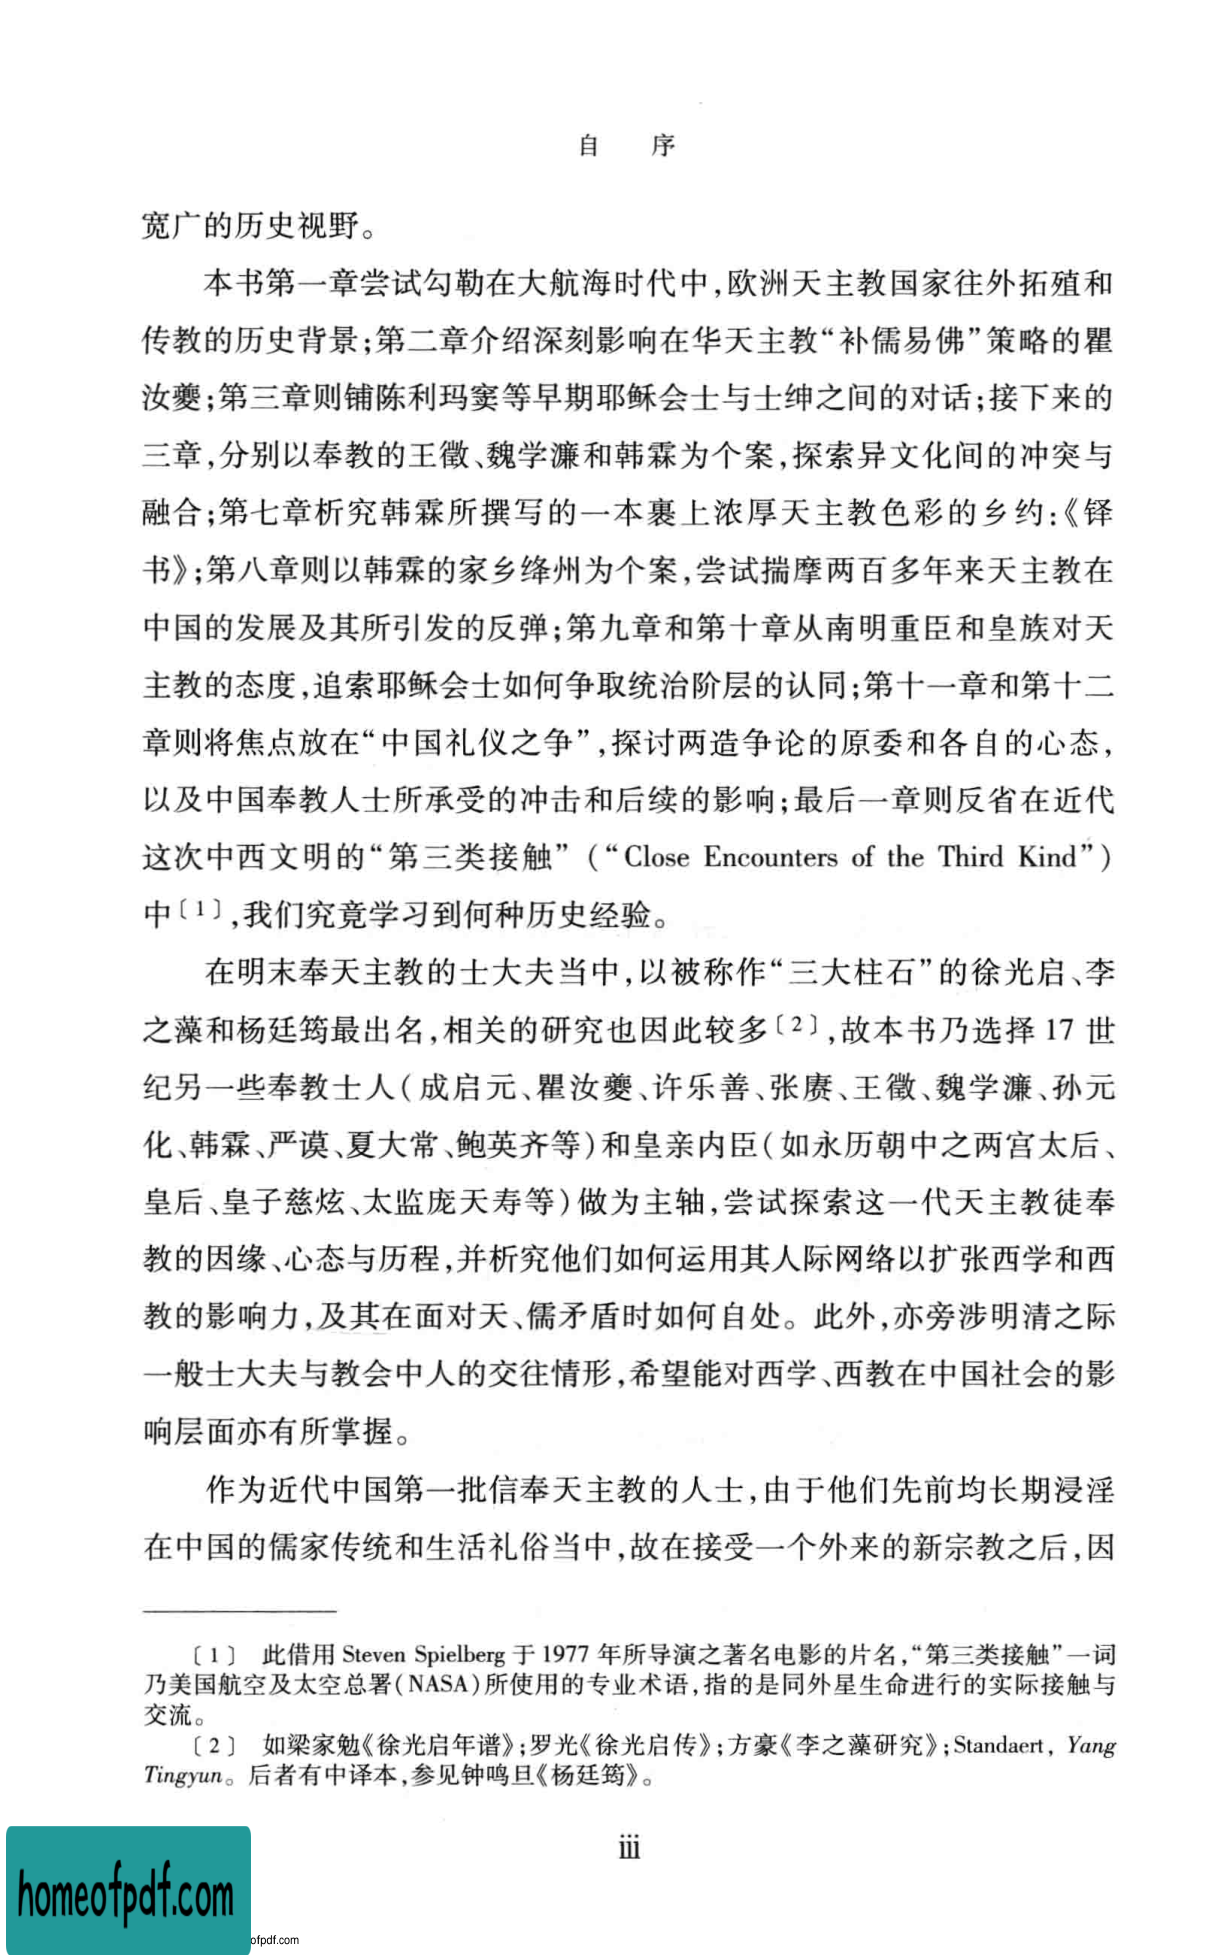 自 序
宽广的历史视野。
本书第一章尝试勾勒在大航海时代中,欧洲天主教国家往外拓殖和
传教的历史背景;第二章介绍深刻影响在华天主教“补儒易佛”策略的瞿
汝夔;第三章则铺陈利玛窦等早期耶稣会士与士绅之间的对话;接下来的
三章,分别以奉教的王徵、魏学濂和韩霖为个案,探索异文化间的冲突与
融合;第七章析究韩霖所撰写的一本裹上浓厚天主教色彩的乡约:《铎
书》;第八章则以韩霖的家乡绛州为个案,尝试揣摩两百多年来天主教在
中国的发展及其所引发的反弹;第九章和第十章从南明重臣和皇族对天
主教的态度,追索耶稣会士如何争取统治阶层的认同;第十一章和第十二
章则将焦点放在“中国礼仪之争”,探讨两造争论的原委和各自的心态,
以及中国奉教人士所承受的冲击和后续的影响;最后一章则反省在近代
这次中西文明的“第三类接触” (“Close Encounters of the Third Kind”)
中〔1〕,我们究竟学习到何种历史经验。
在明末奉天主教的士大夫当中,以被称作“三大柱石”的徐光启、李
之藻和杨廷筠最出名,相关的研究也因此较多〔2〕,故本书乃选择 17 世
纪另一些奉教士人(成启元、瞿汝夔、许乐善、张赓、王徵、魏学濂、孙元
化、韩霖、严谟、夏大常、鲍英齐等)和皇亲内臣(如永历朝中之两宫太后、
皇后、皇子慈炫、太监庞天寿等)做为主轴,尝试探索这一代天主教徒奉
教的因缘、心态与历程,并析究他们如何运用其人际网络以扩张西学和西
教的影响力,及其在面对天、儒矛盾时如何自处。此外,亦旁涉明清之际
一般士大夫与教会中人的交往情形,希望能对西学、西教在中国社会的影
响层面亦有所掌握。
作为近代中国第一批信奉天主教的人士,由于他们先前均长期浸淫
在中国的儒家传统和生活礼俗当中,故在接受一个外来的新宗教之后,因
〔1〕 此借用 Steven Spielberg 于 1977 年所导演之著名电影的片名,“第三类接触”一词
乃美国航空及太空总署(NASA)所使用的专业术语,指的是同外星生命进行的实际接触与
交流。
〔2〕 如梁家勉《徐光启年谱》;罗光《徐光启传》;方豪《李之藻研究》;Standaert, Yang
Tingyun。后者有中译本,参见钟鸣旦《杨廷筠》。
iii
homeofpdf.com
ofpdf.com